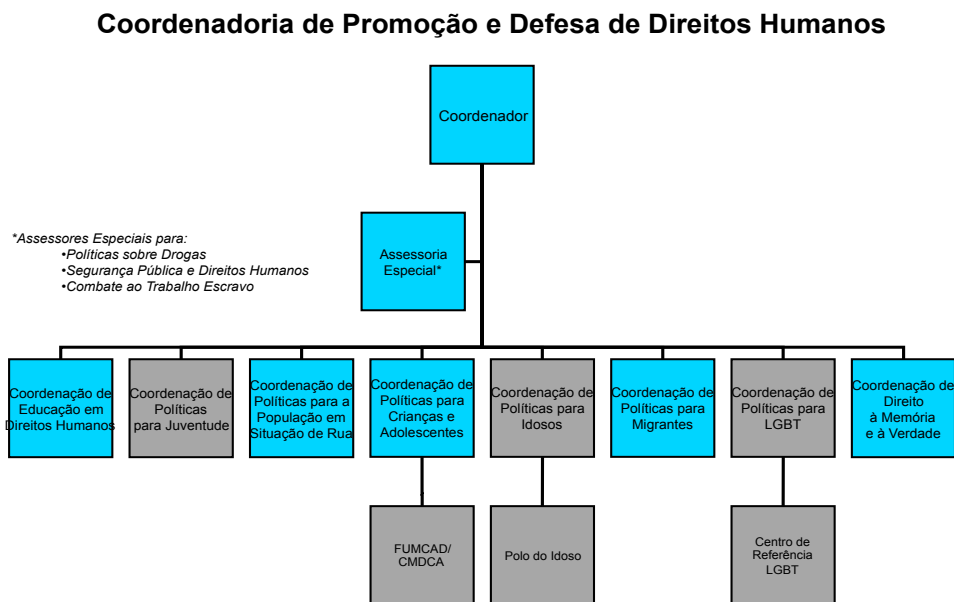 Coordenadoria de Promoção e Defesa de Direitos Humanos
Coordenador
*Assessores Especiais para:
•Políticas sobre Drogas
•Segurança Pública e Direitos Humanos
•Combate ao Trabalho Escravo
Assessoria
Especial*
Coordenação de
Educação em
Direitos Humanos
Coordenação de
Políticas
para Juventude
Coordenação de
Políticas para a
População em
Situação de Rua
Coordenação de
Políticas para
Crianças e
Adolescentes
Coordenação de
Políticas para
Idosos
Coordenação de
Políticas para
Migrantes
Coordenação de
Políticas para
LGBT
Coordenação de
Direito
à Memória
e à Verdade
FUMCAD/
CMDCA
Polo do Idoso
Centro de
Referência
LGBT